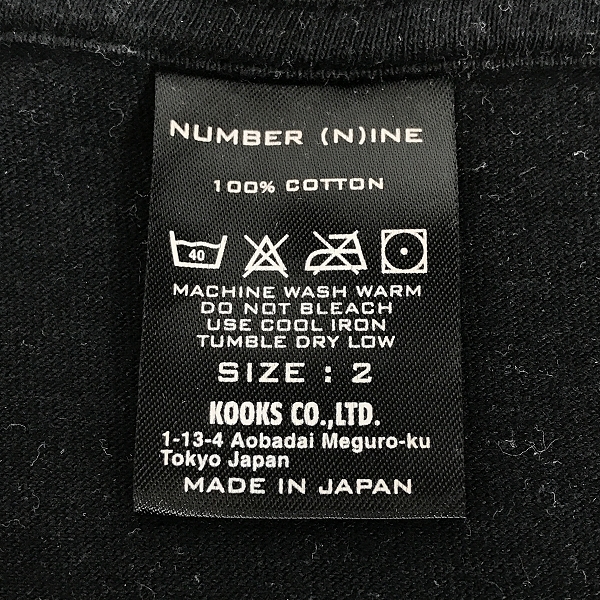 NUMBER (N)INE
100% COTTON
40
MACHINE WASH WARM
DO NOT BLEACH
USE COOL IRON
TUMBLE DRY LOW
SIZE : 2
KOOKS CO.,LTD.
1-13-4 Aobadai Meguro-ku
Tokyo Japan
MADE IN JAPAN